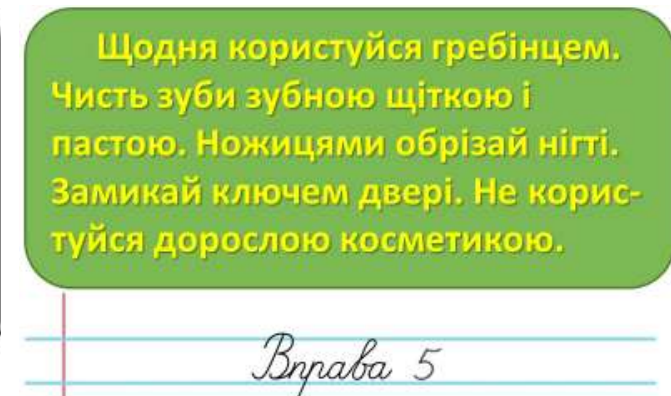 Щодня користуйся гребінцем.
Чисть зуби зубною щіткою і
пастою. Ножицями обрізай нігті.
Замикай ключем двері. Не корис-
туйся дорослою косметикою.
Вправа 5